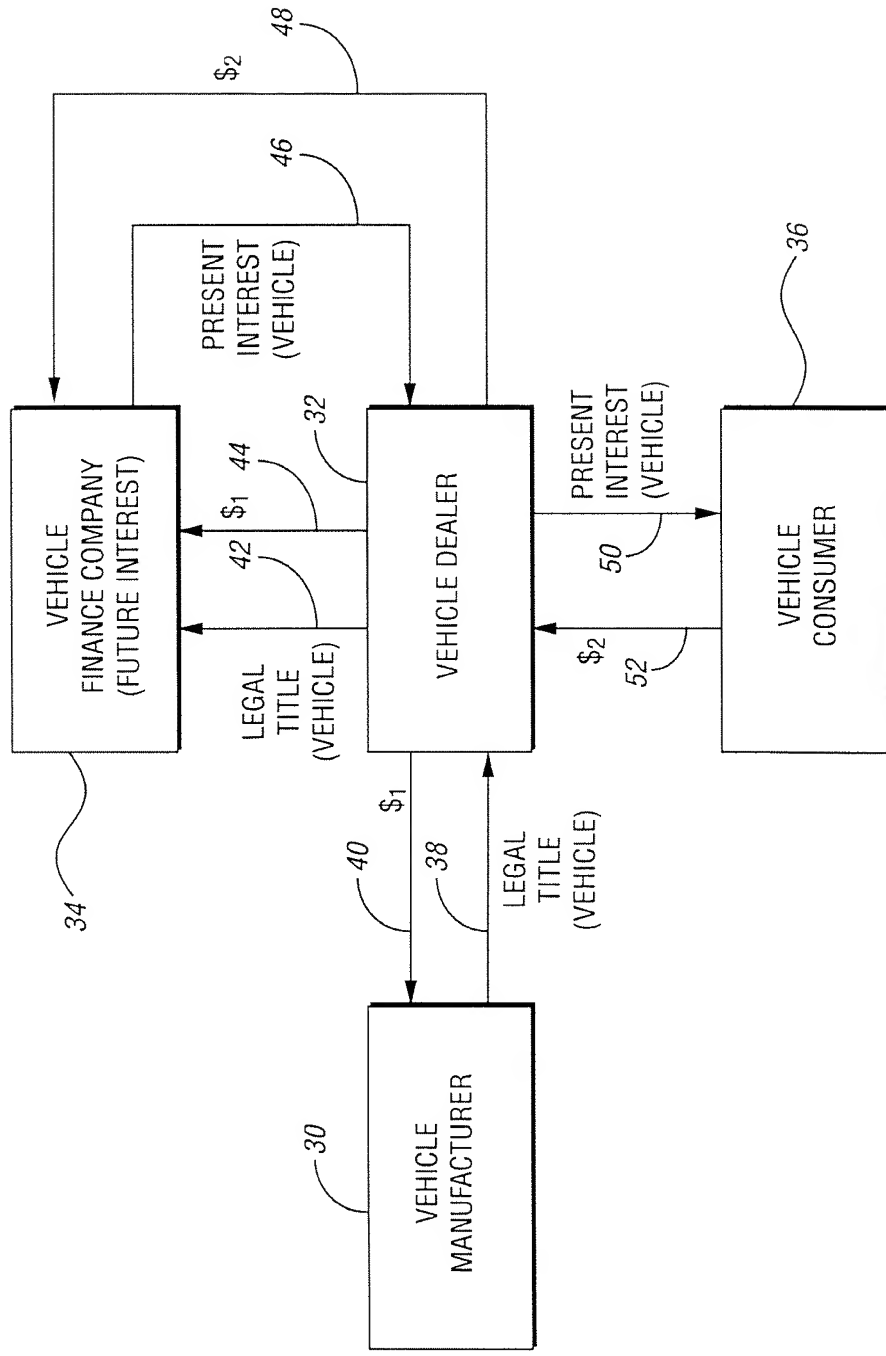 VEHICLE
FINANCE COMPANY
(FUTURE INTEREST)
34
$2
48
46
PRESENT
INTEREST
(VEHICLE)
LEGAL
TITLE
(VEHICLE)
42
$1
44
32
VEHICLE DEALER
$1
40
38
LEGAL
TITLE
(VEHICLE)
30
VEHICLE
MANUFACTURER
$2
52
50
PRESENT
INTEREST
(VEHICLE)
VEHICLE
CONSUMER
36